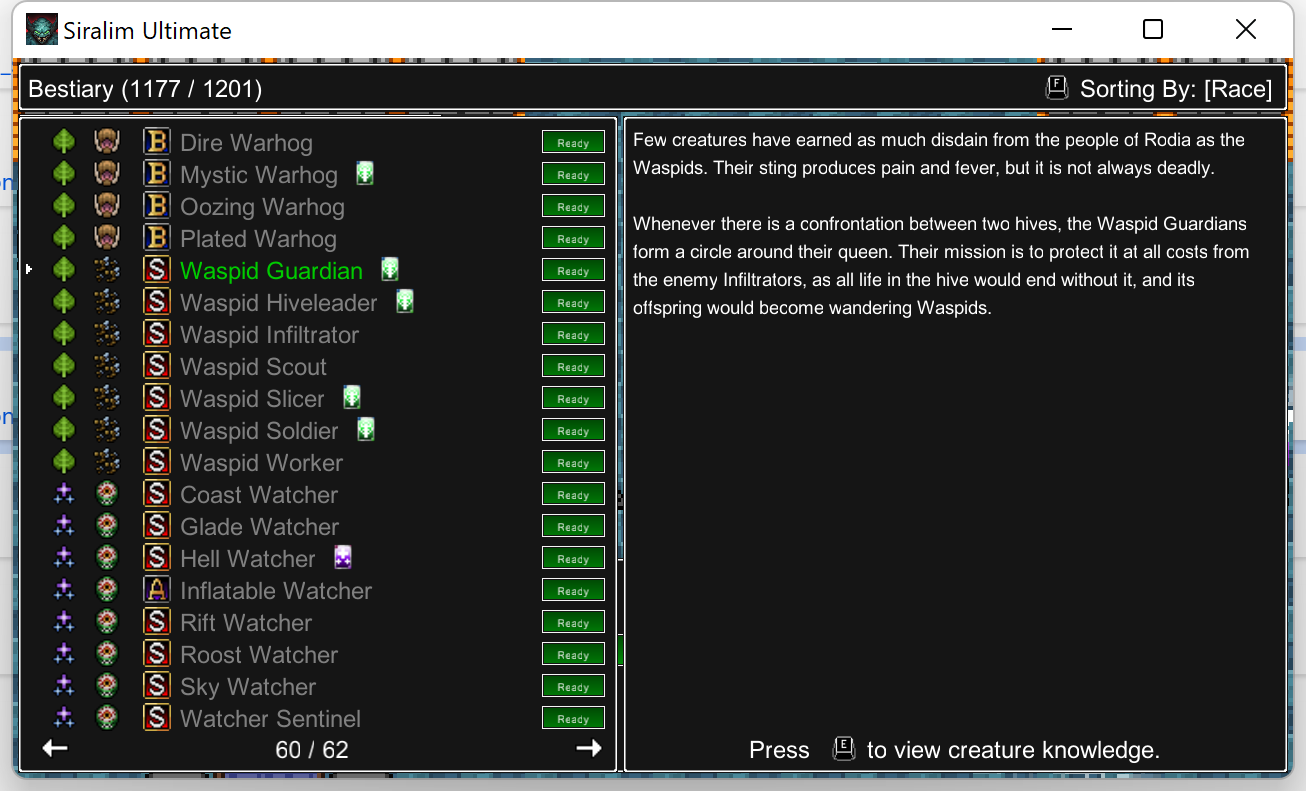 Siralim Ultimate
Bestiary (1177 / 1201)
F Sorting By: [Race]
B Dire Warhog Ready
B Mystic Warhog Ready
B Oozing Warhog Ready
B Plated Warhog Ready
S Waspid Guardian Ready
S Waspid Hiveleader Ready
S Waspid Infiltrator Ready
S Waspid Scout Ready
S Waspid Slicer Ready
S Waspid Soldier Ready
S Waspid Worker Ready
S Coast Watcher Ready
S Glade Watcher Ready
S Hell Watcher Ready
A Inflatable Watcher Ready
S Rift Watcher Ready
S Roost Watcher Ready
S Sky Watcher Ready
S Watcher Sentinel Ready
60 / 62
Few creatures have earned as much disdain from the people of Rodia as the
Waspids. Their sting produces pain and fever, but it is not always deadly.
Whenever there is a confrontation between two hives, the Waspid Guardians
form a circle around their queen. Their mission is to protect it at all costs from
the enemy Infiltrators, as all life in the hive would end without it, and its
offspring would become wandering Waspids.
Press E to view creature knowledge.